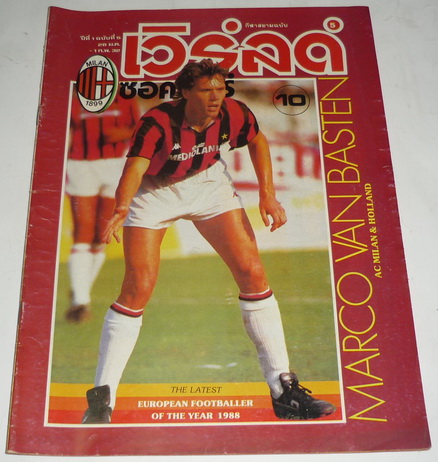 กีฬาสยามฉบับ
5
ปีที่ 1 ฉบับที่ 5
เวิร์ลด์
ซอคเกอร์
MILAN
1899
10
MEDIOLANUM
MARCO VAN BASTEN
AC MILAN & HOLLAND
THE LATEST
EUROPEAN FOOTBALLER
OF THE YEAR 1988